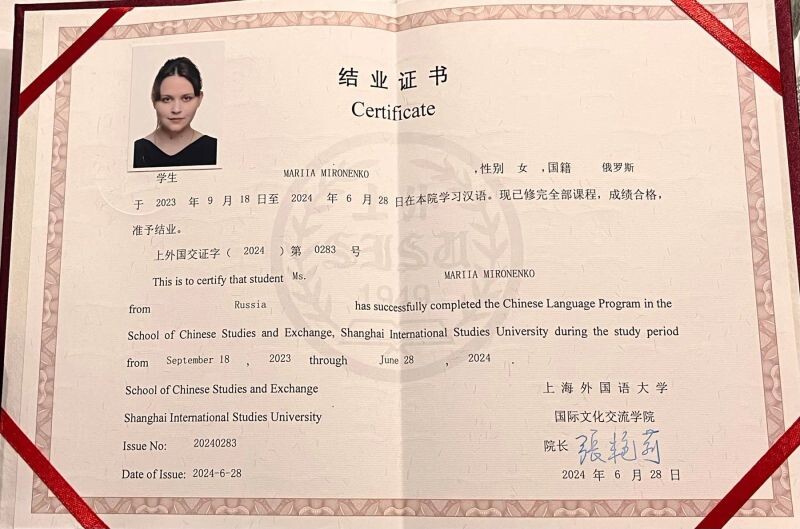 结业证书
Certificate
学生 MARIIA MIRONENKO ,性别 女 ,国籍 俄罗斯
于 2023 年 9 月 18 日至 2024 年 6 月 28 日在本院学习汉语。现已修完全部课程，成绩合格，
准予结业。
上外国交证字（ 2024 ）第 0283 号
This is to certify that student Ms. MARIIA MIRONENKO
from Russia has successfully completed the Chinese Language Program in the
School of Chinese Studies and Exchange, Shanghai International Studies University during the study period
from September 18 , 2023 through June 28 , 2024 .
School of Chinese Studies and Exchange
Shanghai International Studies University
Issue No: 20240283
Date of Issue: 2024-6-28
上海外国语大学
国际文化交流学院
院长 張艳莉
2024 年 6 月 28 日
SISU
1949